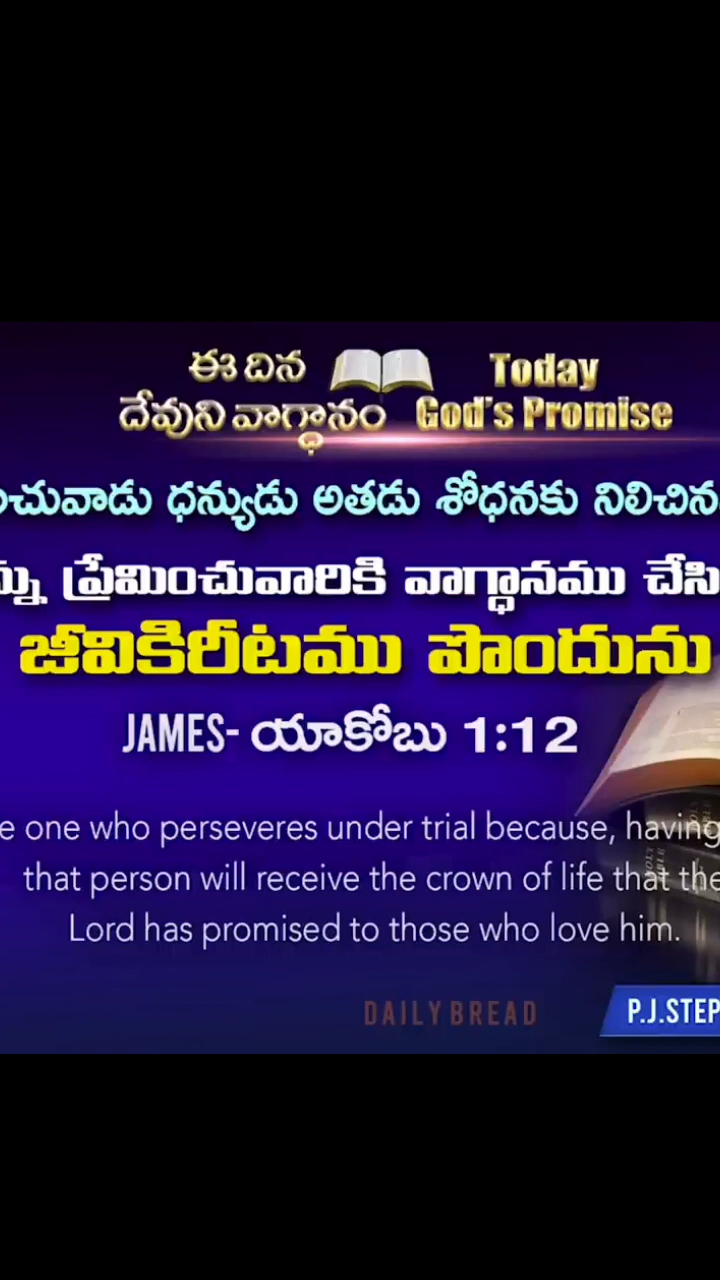 ఈ దిన
దేవుని వాగ్ధానం
Today
God's Promise
ంచువాడు ధన్యుడు అతడు శోధనకు నిలిచిన
ప్రేమించువారికి వాగ్ధానము చేసి
జీవకిరీటము పొందును
JAMES- యాకోబు 1:12
e one who perseveres under trial because, having
that person will receive the crown of life that the
Lord has promised to those who love him.
DAILY BREAD
P.J.STEP